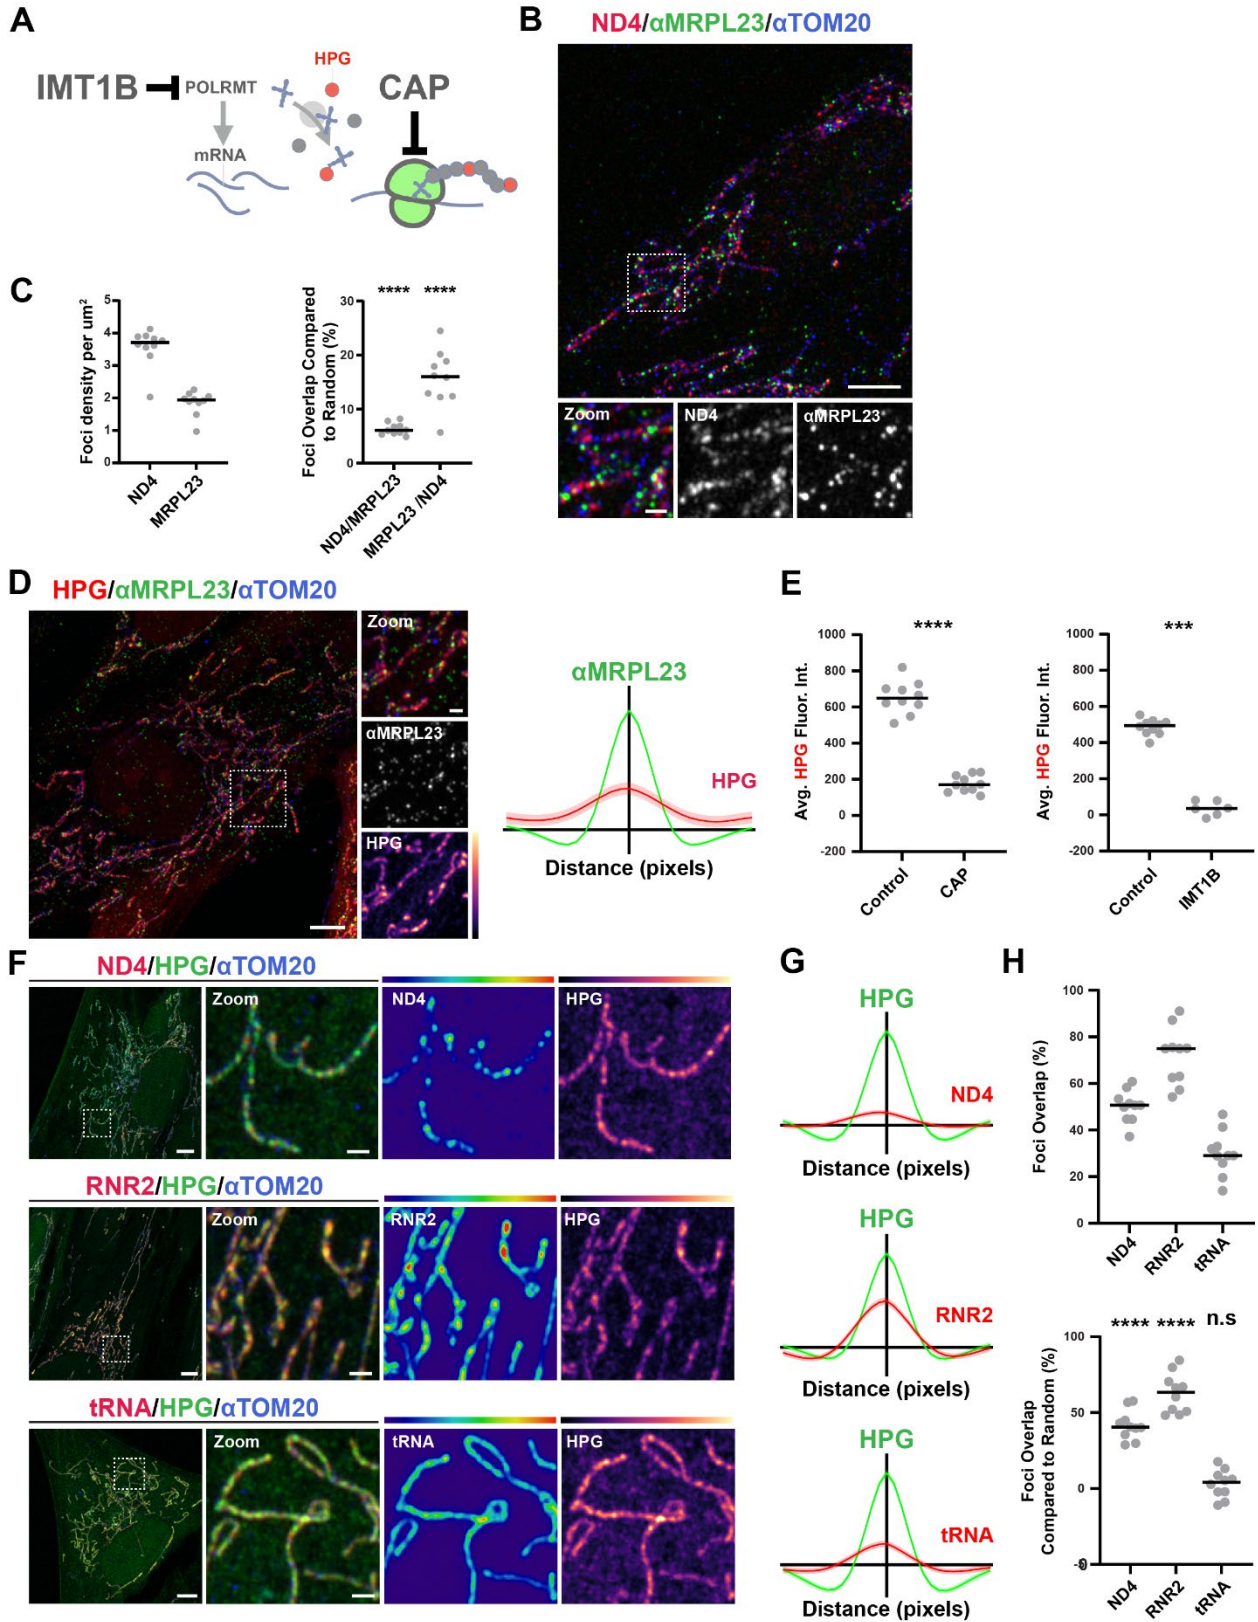 A
IMT1B
POLRMT
mRNA
HPG
CAP
B
ND4/αMRPL23/αTOM20
Zoom
ND4
αMRPL23
C
Foci density per um²
5
4
3
2
1
0
ND4
MRPL23
Foci Overlap Compared
to Random (%)
30
20
10
0
****
****
ND4/MRPL23
MRPL23 /ND4
D
HPG/αMRPL23/αTOM20
Zoom
αMRPL23
HPG
αMRPL23
HPG
Distance (pixels)
E
Avg. HPG Fluor. Int.
1000
800
600
400
200
0
-200
****
Control
CAP
Avg. HPG Fluor. Int.
1000
800
600
400
200
0
-200
***
Control
IMT1B
F
ND4/HPG/αTOM20
Zoom
ND4
HPG
RNR2/HPG/αTOM20
Zoom
RNR2
HPG
tRNA/HPG/αTOM20
Zoom
tRNA
HPG
G
HPG
ND4
Distance (pixels)
HPG
RNR2
Distance (pixels)
HPG
tRNA
Distance (pixels)
H
Foci Overlap (%)
100
80
60
40
20
0
ND4
RNR2
tRNA
Foci Overlap
Compared to Random (%)
100
50
0
****
****
n.s
ND4
RNR2
tRNA